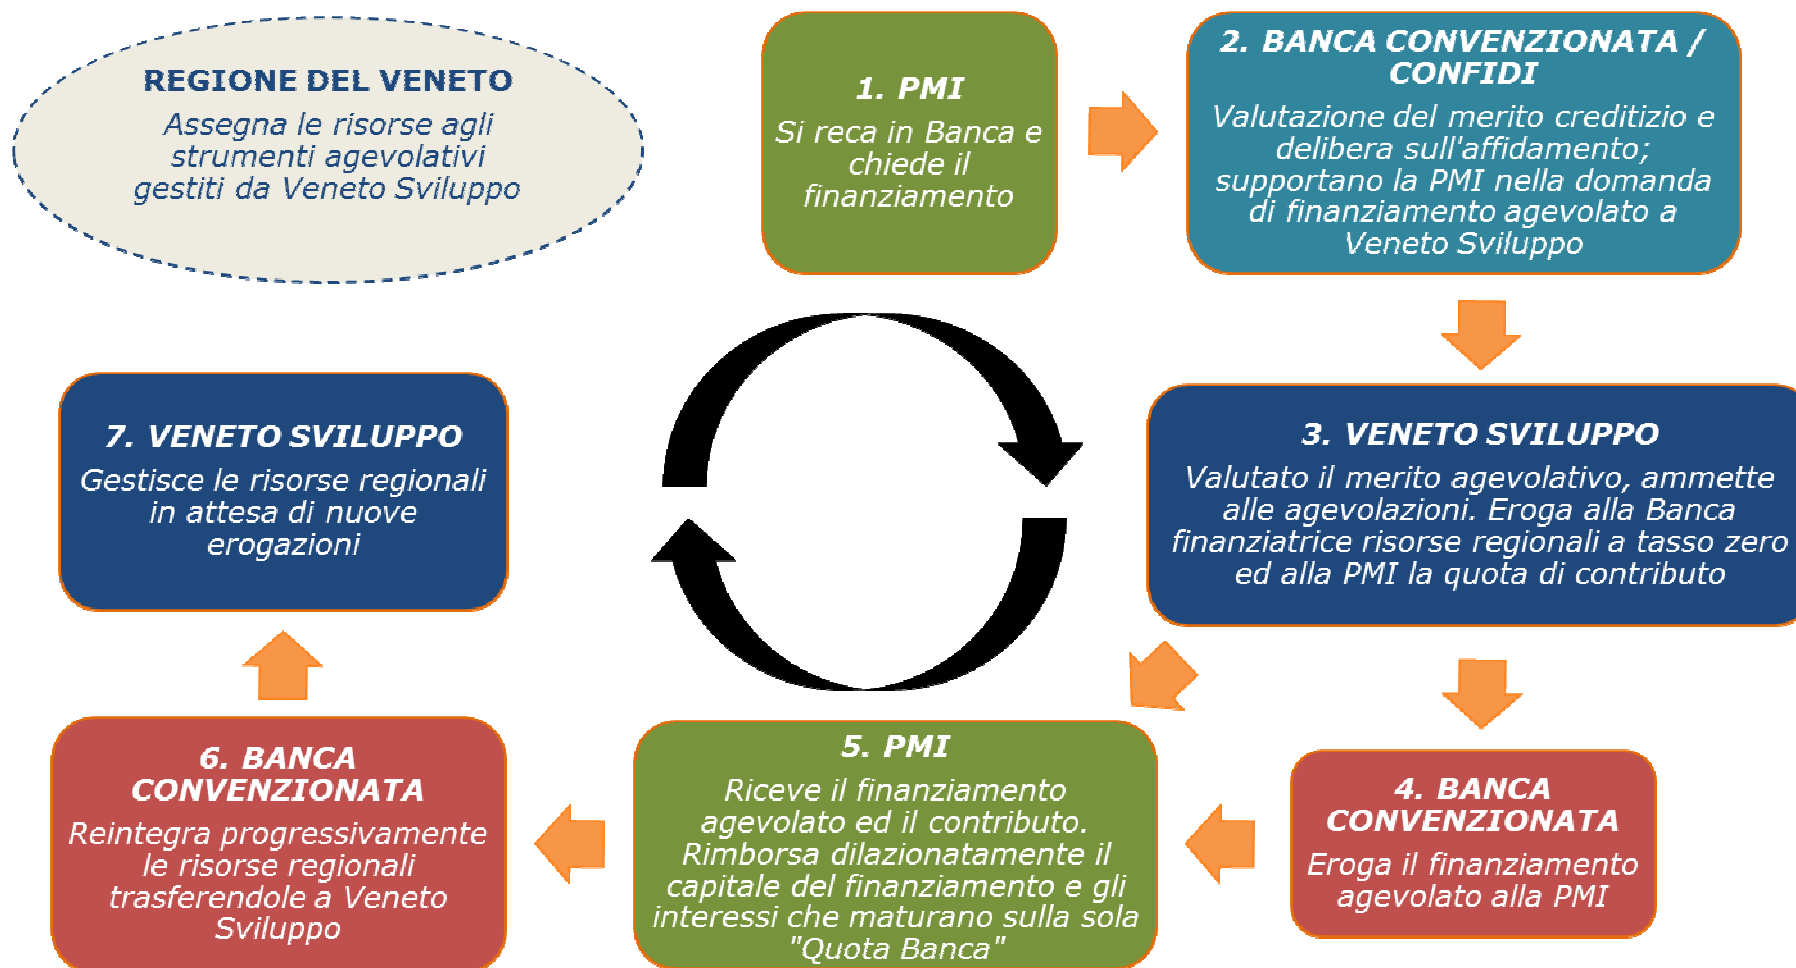 REGIONE DEL VENETO
Assegna le risorse agli
strumenti agevolativi
gestiti da Veneto Sviluppo
1. PMI
Si reca in Banca e
chiede il
finanziamento
2. BANCA CONVENZIONATA /
CONFIDI
Valutazione del merito creditizio e
delibera sull'affidamento;
supportano la PMI nella domanda
di finanziamento agevolato a
Veneto Sviluppo
3. VENETO SVILUPPO
Valutato il merito agevolativo, ammette
alle agevolazioni. Eroga alla Banca
finanziatrice risorse regionali a tasso zero
ed alla PMI la quota di contributo
4. BANCA
CONVENZIONATA
Eroga il finanziamento
agevolato alla PMI
5. PMI
Riceve il finanziamento
agevolato ed il contributo.
Rimborsa dilazionatamente il
capitale del finanziamento e gli
interessi che maturano sulla sola
"Quota Banca"
6. BANCA
CONVENZIONATA
Reintegra progressivamente
le risorse regionali
trasferendole a Veneto
Sviluppo
7. VENETO SVILUPPO
Gestisce le risorse regionali
in attesa di nuove
erogazioni